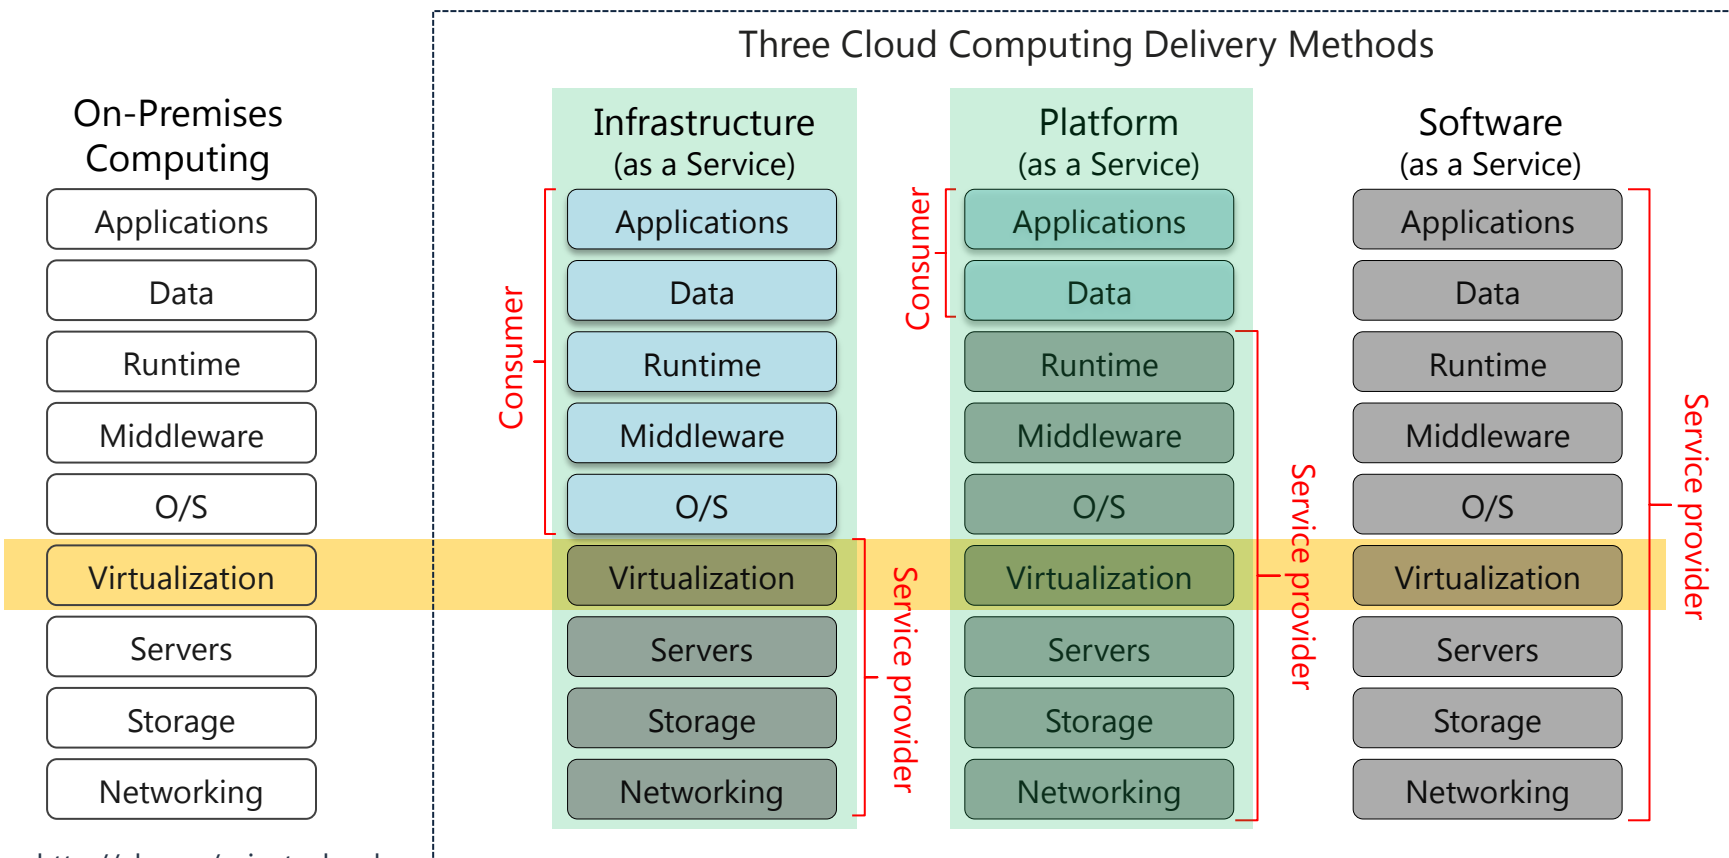 Three Cloud Computing Delivery Methods
On-Premises
Computing
Applications
Data
Runtime
Middleware
O/S
Virtualization
Servers
Storage
Networking
Infrastructure
(as a Service)
Consumer
Applications
Data
Runtime
Middleware
O/S
Virtualization
Servers
Storage
Networking
Service provider
Platform
(as a Service)
Consumer
Applications
Data
Runtime
Middleware
O/S
Virtualization
Servers
Storage
Networking
Service provider
Software
(as a Service)
Applications
Data
Runtime
Middleware
O/S
Virtualization
Servers
Storage
Networking
Service provider